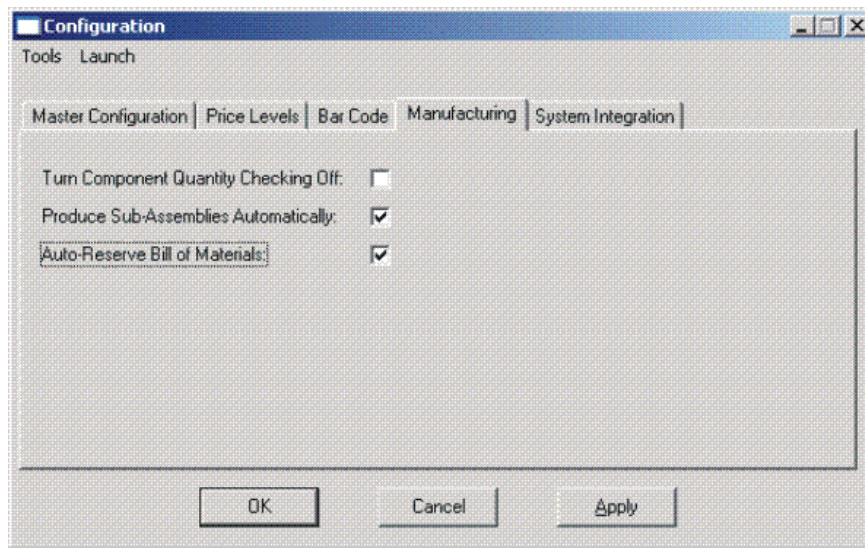 Configuration
Tools Launch
Master Configuration Price Levels Bar Code Manufacturing System Integration
Turn Component Quantity Checking Off:
Produce Sub-Assemblies Automatically:
Auto-Reserve Bill of Materials:
OK Cancel Apply